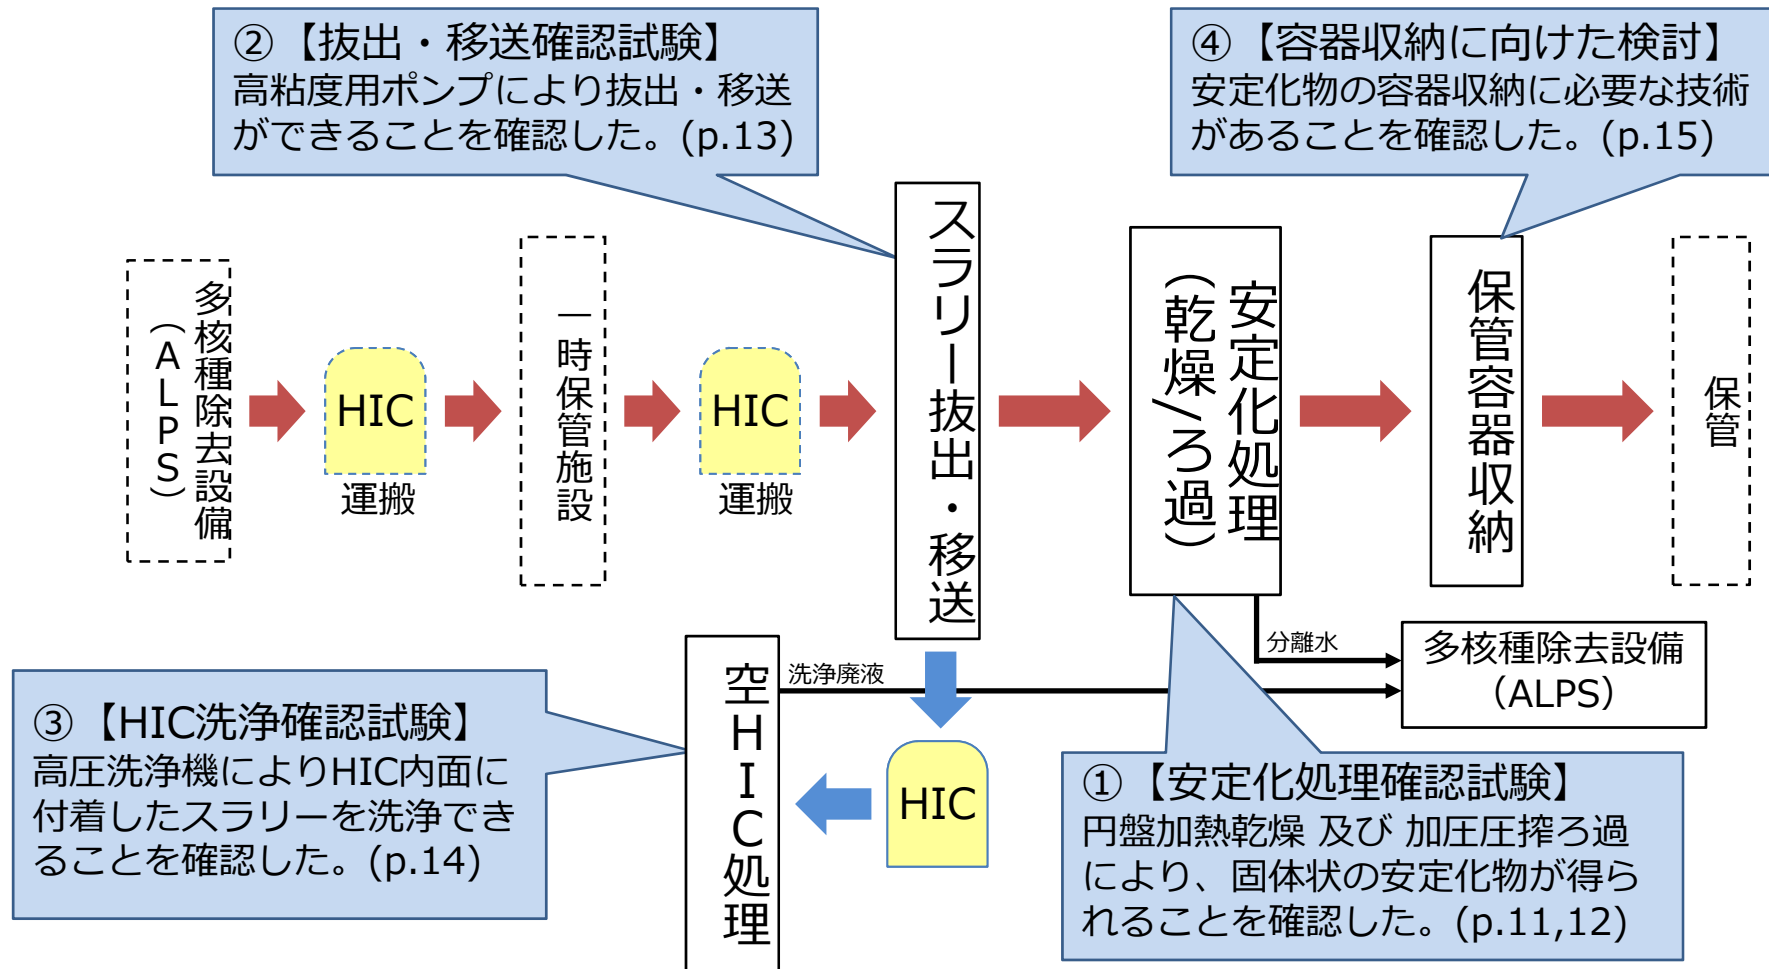 ②【抜出・移送確認試験】
高粘度用ポンプにより抜出・移送
ができることを確認した。(p.13)
④【容器収納に向けた検討】
安定化物の容器収納に必要な技術
があることを確認した。(p.15)
多核種除去設備
（ALPS）
HIC
運搬
一時保管施設
HIC
運搬
スラリー抜出・移送
安定化処理
（乾燥/ろ過）
保管容器収納
保管
分離水
多核種除去設備
（ALPS）
洗浄廃液
空HIC処理
HIC
③【HIC洗浄確認試験】
高圧洗浄機によりHIC内面に
付着したスラリーを洗浄でき
ることを確認した。(p.14)
①【安定化処理確認試験】
円盤加熱乾燥 及び 加圧圧搾ろ過
により、固体状の安定化物が得ら
れることを確認した。(p.11,12)